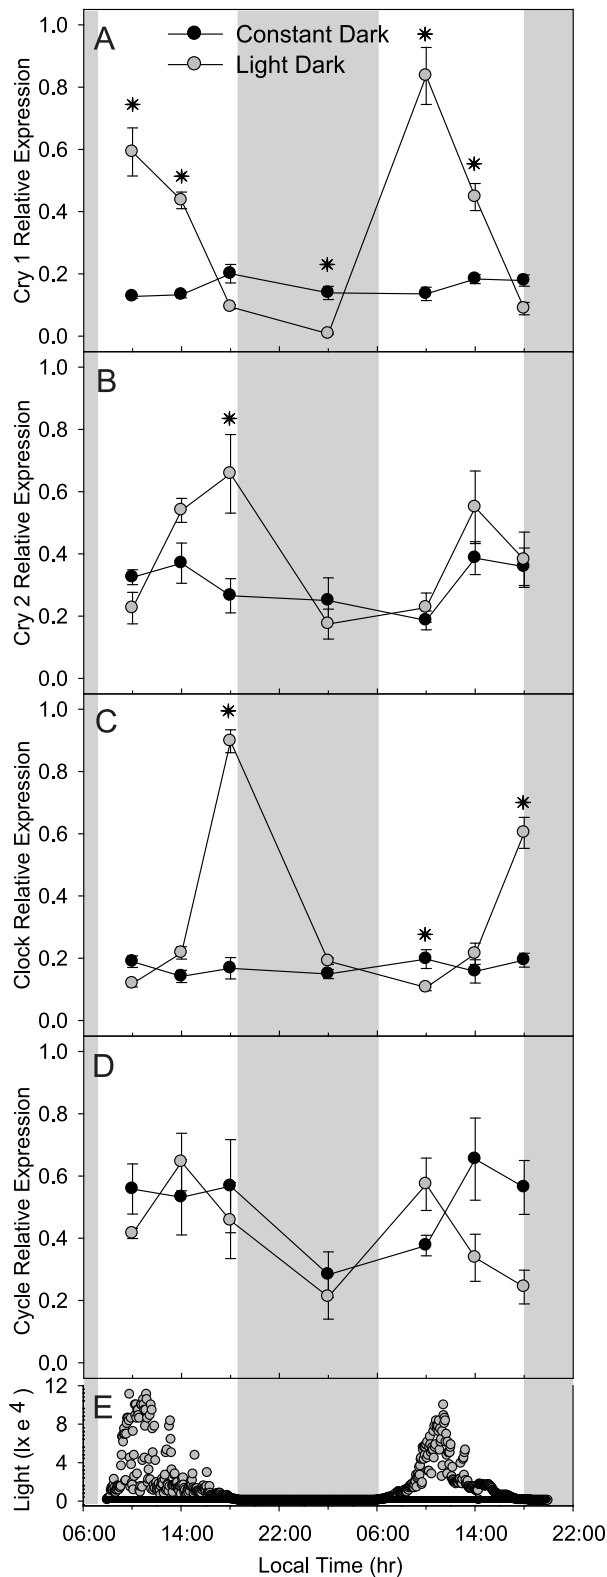 A
Constant Dark
Light Dark
Cry 1 Relative Expression
1.0
0.8
0.6
0.4
0.2
0.0
B
Cry 2 Relative Expression
1.0
0.8
0.6
0.4
0.2
0.0
C
Clock Relative Expression
1.0
0.8
0.6
0.4
0.2
0.0
D
Cycle Relative Expression
1.0
0.8
0.6
0.4
0.2
0.0
E
Light (lx e 4)
12
8
4
0
06:00 14:00 22:00 06:00 14:00 22:00
Local Time (hr)